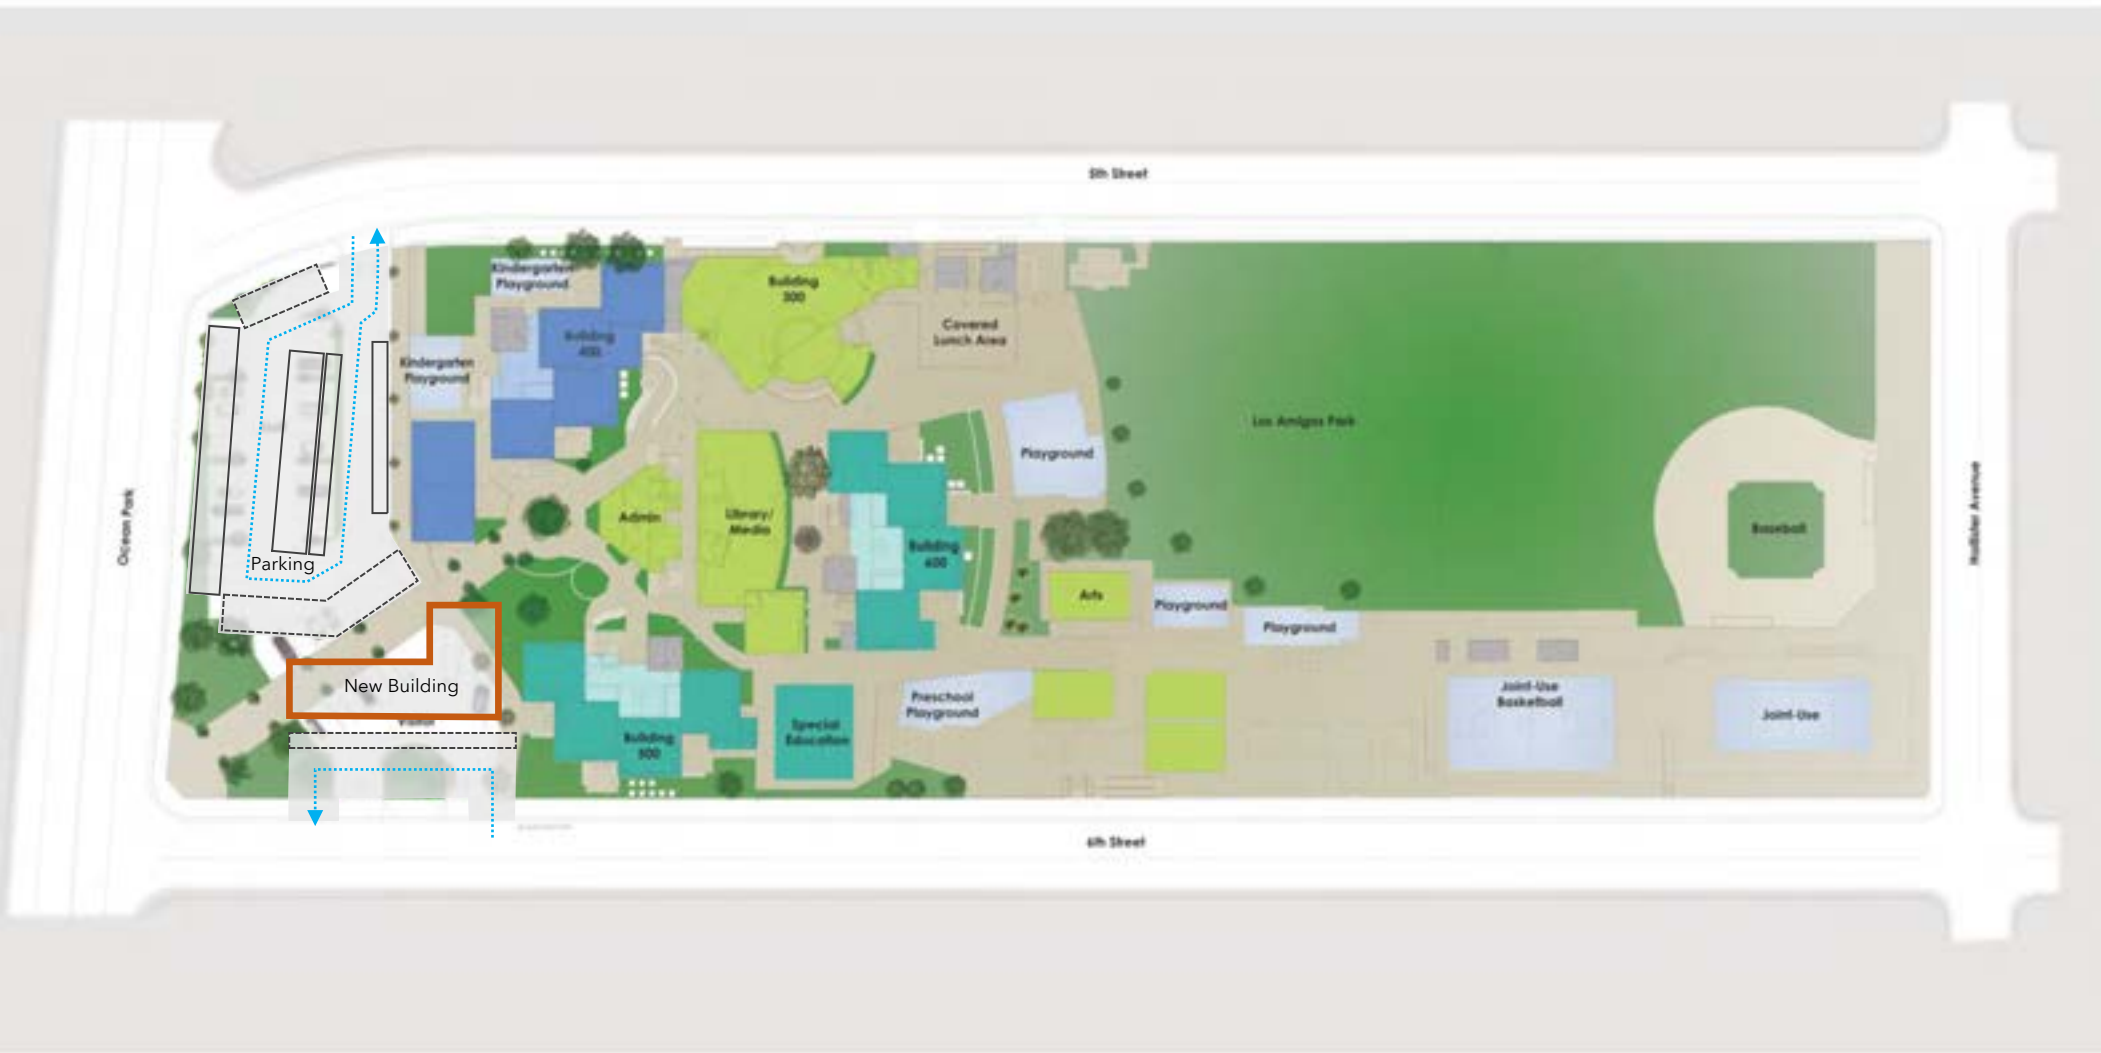 5th Street
Kindergarten
Playground
Building
300
Building
400
Covered
Lunch Area
Kindergarten
Playground
Los Amigos Park
Playground
Ocean Park
Hollister Avenue
Admin
Library/
Media
Building
600
Baseball
Parking
Arts
Playground
Playground
New Building
Visitor
Preschool
Playground
Joint-Use
Basketball
Joint-Use
Special
Education
Building
500
6th Street